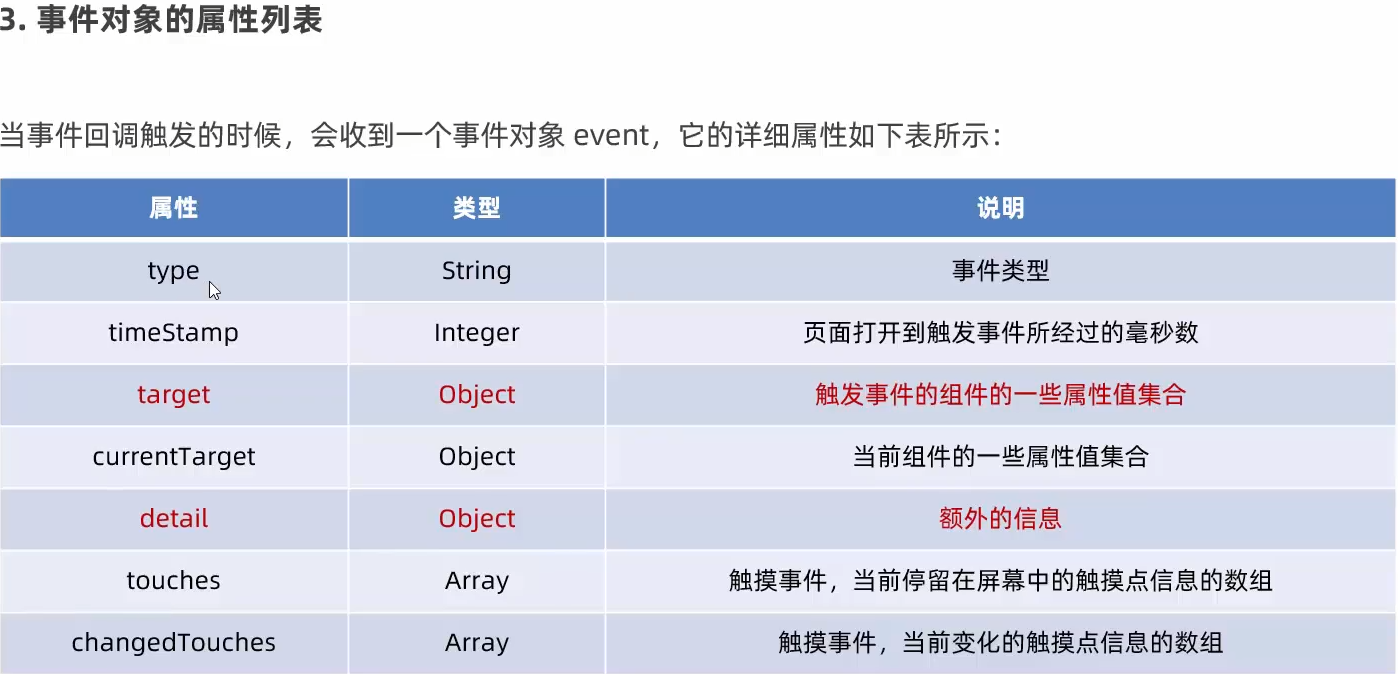 3. 事件对象的属性列表
当事件回调触发的时候，会收到一个事件对象 event，它的详细属性如下表所示：
属性 类型 说明
type String 事件类型
timeStamp Integer 页面打开到触发事件所经过的毫秒数
target Object 触发事件的组件的一些属性值集合
currentTarget Object 当前组件的一些属性值集合
detail Object 额外的信息
touches Array 触摸事件，当前停留在屏幕中的触摸点信息的数组
changedTouches Array 触摸事件，当前变化的触摸点信息的数组